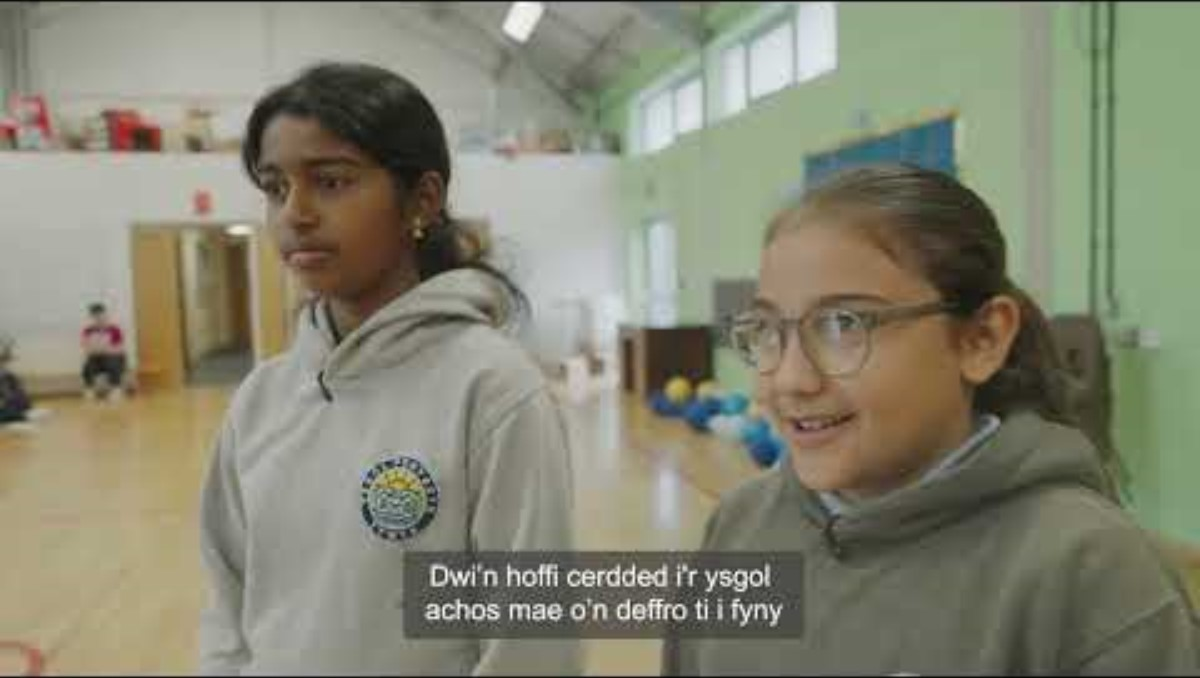 Dwi'n hoffi cerdded i'r ysgol
achos mae o'n deffro ti i fyny